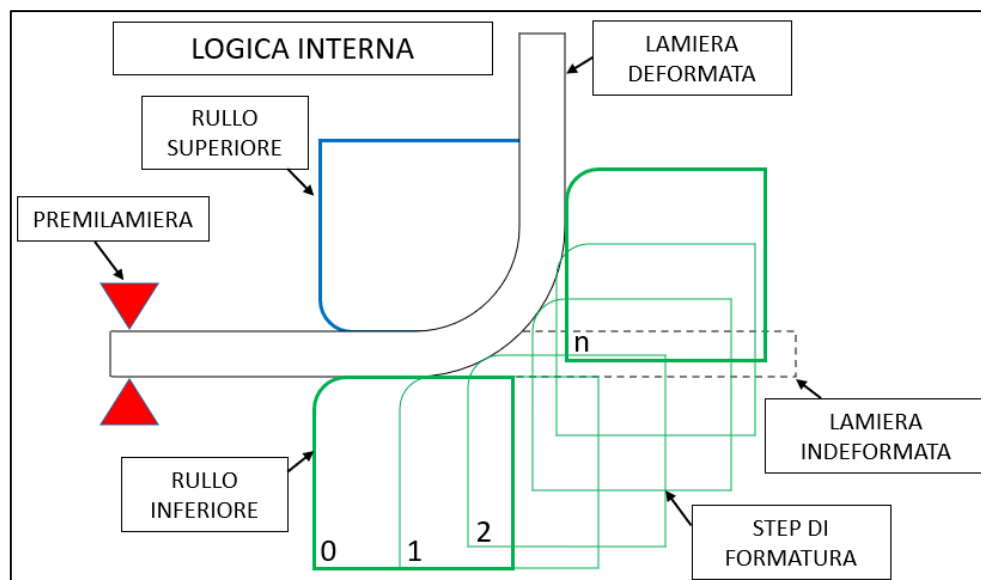 LOGICA INTERNA
LAMIERA
DEFORMATA
RULLO
SUPERIORE
PREMILAMIERA
n
LAMIERA
INDEFORMATA
RULLO
INFERIORE
0
1
2
STEP DI
FORMATURA